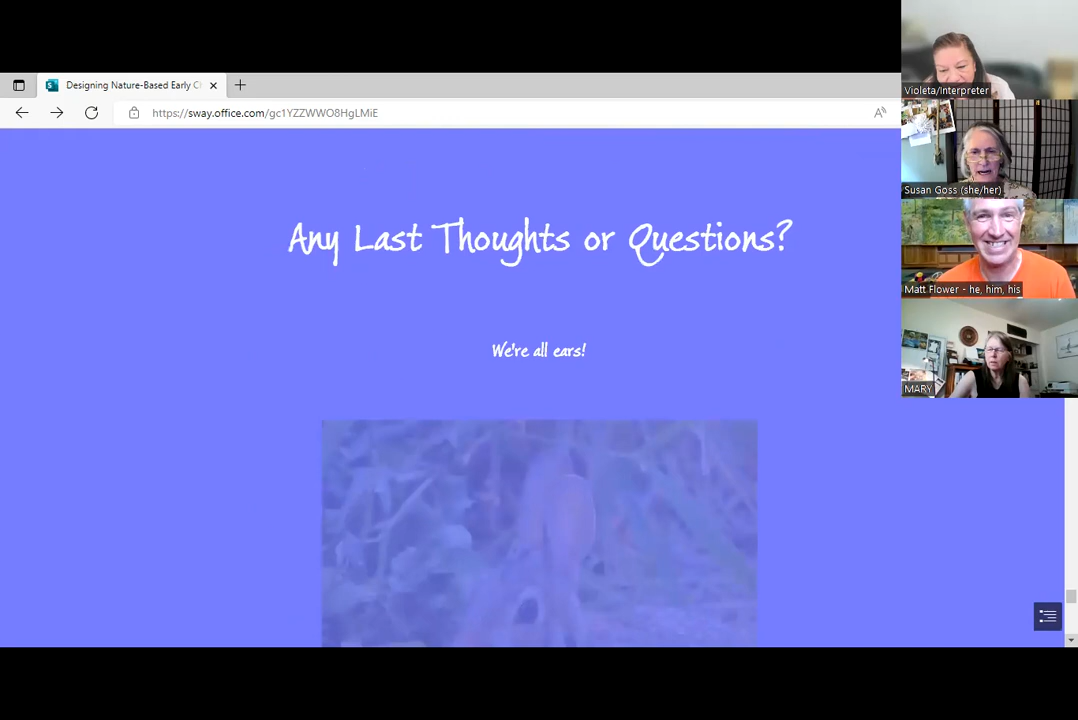 Designing Nature-Based Early C
https://sway.office.com/gc1YZZWWO8HgLMiE
Any Last Thoughts or Questions?
We're all ears!
Violeta/Interpreter
Susan Goss (she/her)
Matt Flower - he, him, his
MARY